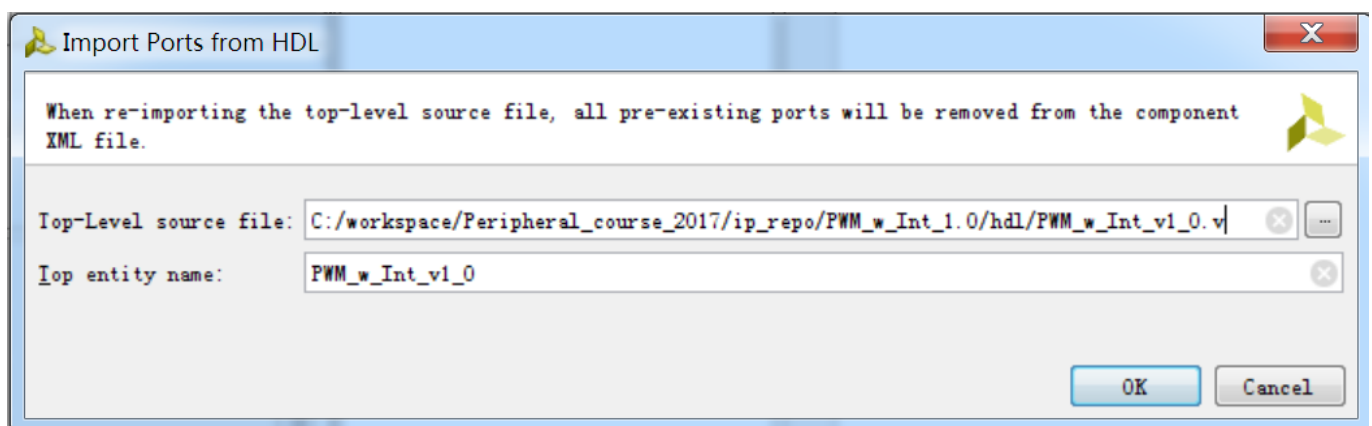 Import Ports from HDL
When re-importing the top-level source file, all pre-existing ports will be removed from the component
XML file.
Top-Level source file: C:/workspace/Peripheral_course_2017/ip_repo/PWM_w_Int_1.0/hdl/PWM_w_Int_v1_0.v ...
Top entity name: PWM_w_Int_v1_0
OK Cancel